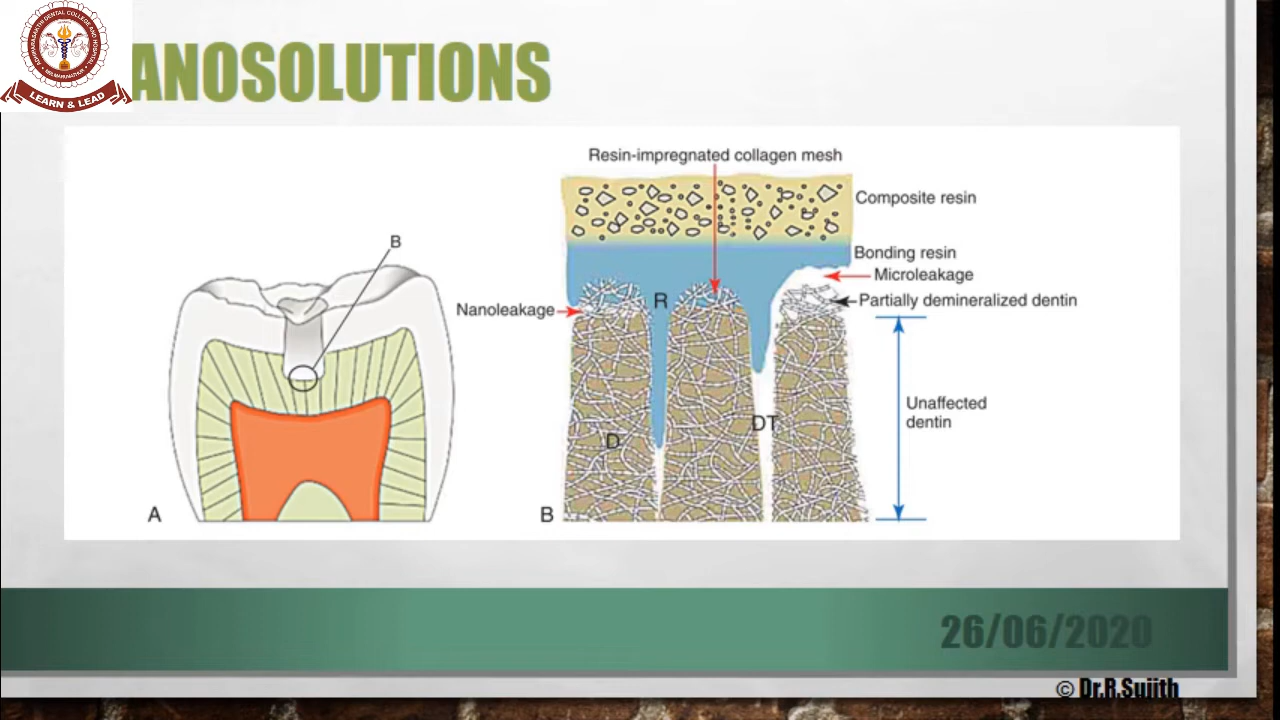 ANOSOLUTIONS
LEARN & LEAD
Resin-impregnated collagen mesh
Composite resin
B
Bonding resin
Microleakage
Nanoleakage
R
Partially demineralized dentin
Unaffected
dentin
DT
D
A
B
26/06/2020
© Dr.R.Sujith